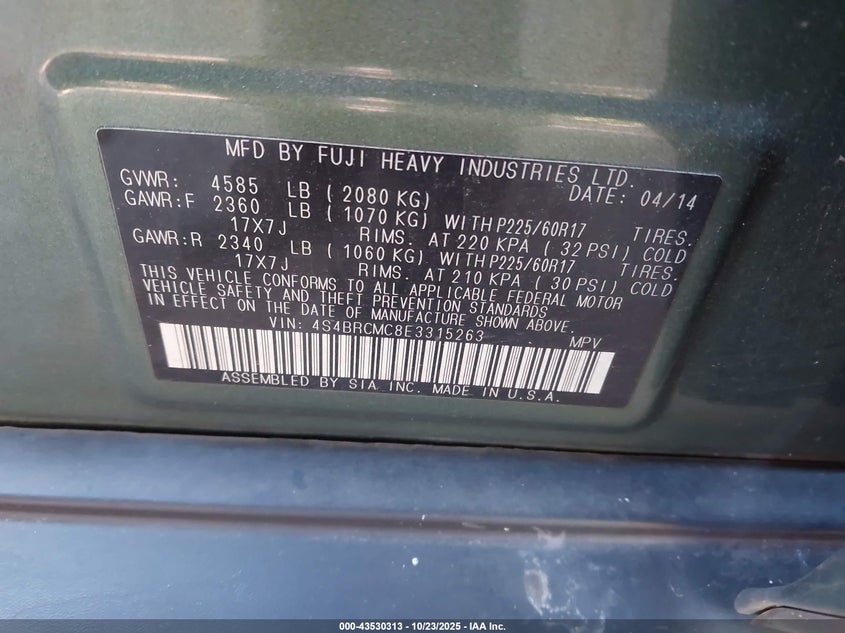 MFD BY FUJI HEAVY INDUSTRIES LTD.
GVWR: 4585 LB ( 2080 KG) DATE: 04/14
GAWR:F 2360 LB ( 1070 KG) WITH P225/60R17 TIRES.
17X7J RIMS. AT 220 KPA ( 32 PSI) COLD
GAWR:R 2340 LB ( 1060 KG) WITH P225/60R17 TIRES.
17X7J RIMS. AT 210 KPA ( 30 PSI) COLD
THIS VEHICLE CONFORMS TO ALL APPLICABLE FEDERAL MOTOR
VEHICLE SAFETY AND THEFT PREVENTION STANDARDS
IN EFFECT ON THE DATE OF MANUFACTURE SHOWN ABOVE.
VIN: 4S4BRCMC8E3315263 MPV
ASSEMBLED BY SIA INC. MADE IN U.S.A.
000-43530313 - 10/23/2025 - IAA Inc.